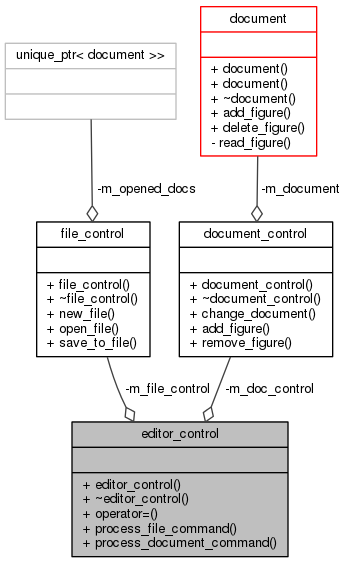 document
+ document()
+ document()
+ ~document()
+ add_figure()
+ delete_figure()
- read_figure()
unique_ptr< document >>
-m_opened_docs
-m_document
file_control
+ file_control()
+ ~file_control()
+ new_file()
+ open_file()
+ save_to_file()
document_control
+ document_control()
+ ~document_control()
+ change_document()
+ add_figure()
+ remove_figure()
-m_file_control
-m_doc_control
editor_control
+ editor_control()
+ ~editor_control()
+ operator=()
+ process_file_command()
+ process_document_command()